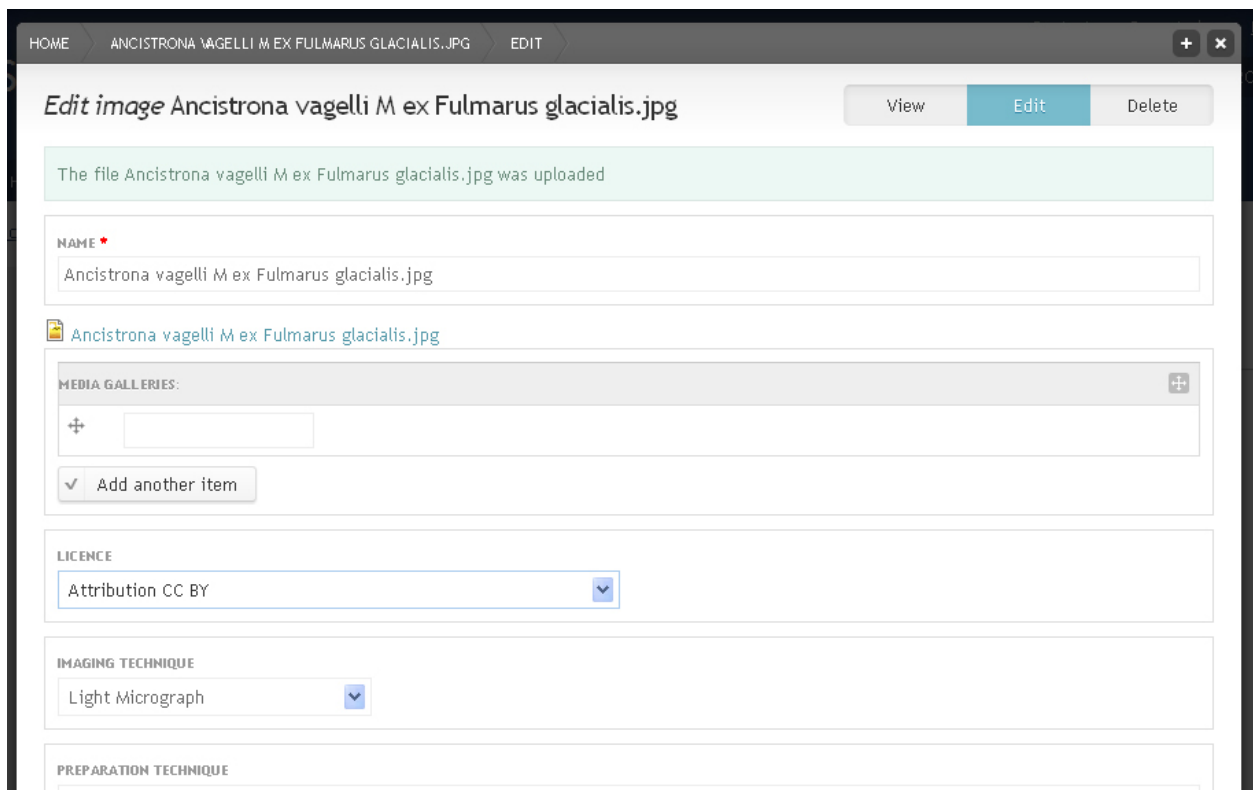 HOME ANCISTRONA VAGELLI M EX FULMARUS GLACIALIS.JPG EDIT
Edit image Ancistrona vagelli M ex Fulmarus glacialis.jpg
View Edit Delete
The file Ancistrona vagelli M ex Fulmarus glacialis.jpg was uploaded
NAME *
Ancistrona vagelli M ex Fulmarus glacialis.jpg
Ancistrona vagelli M ex Fulmarus glacialis.jpg
MEDIA GALLERIES:
Add another item
LICENCE
Attribution CC BY
IMAGING TECHNIQUE
Light Micrograph
PREPARATION TECHNIQUE